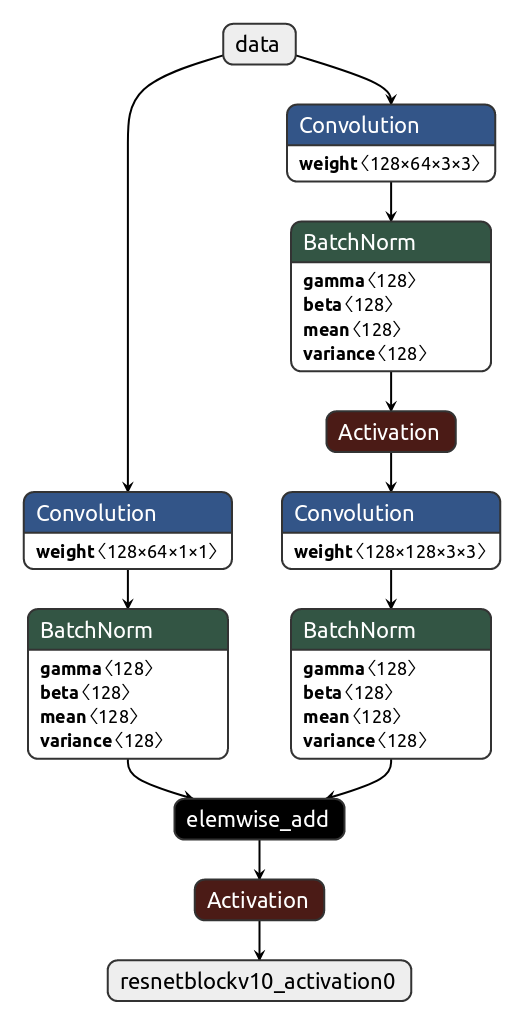 data
Convolution
weight〈128×64×3×3〉
BatchNorm
gamma〈128〉
beta〈128〉
mean〈128〉
variance〈128〉
Activation
Convolution
weight〈128×64×1×1〉
Convolution
weight〈128×128×3×3〉
BatchNorm
gamma〈128〉
beta〈128〉
mean〈128〉
variance〈128〉
BatchNorm
gamma〈128〉
beta〈128〉
mean〈128〉
variance〈128〉
elemwise_add
Activation
resnetblockv10_activation0